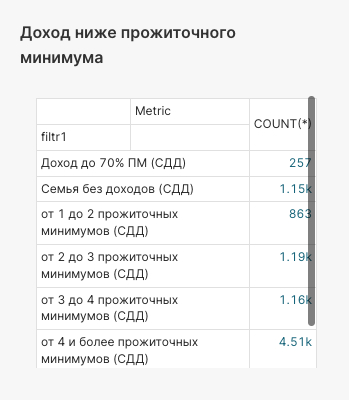 Доход ниже прожиточного
минимума
Metric
COUNT(*)
filtr1
Доход до 70% ПМ (СДД) 257
Семья без доходов (СДД) 1.15k
от 1 до 2 прожиточных 863
минимумов (СДД)
от 2 до 3 прожиточных 1.19k
минимумов (СДД)
от 3 до 4 прожиточных 1.16k
минимумов (СДД)
от 4 и более прожиточных 4.51k
минимумов (СДД)